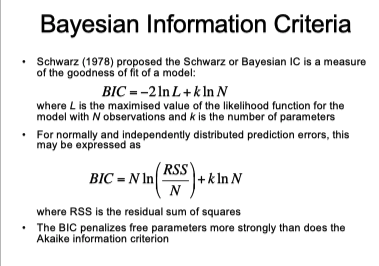 Bayesian Information Criteria
• Schwarz (1978) proposed the Schwarz or Bayesian IC is a measure
of the goodness of fit of a model:
BIC = −2 ln L + k ln N
where L is the maximised value of the likelihood function for the
model with N observations and k is the number of parameters
• For normally and independently distributed prediction errors, this
may be expressed as
BIC = N ln(RSS/N) + k ln N
where RSS is the residual sum of squares
• The BIC penalizes free parameters more strongly than does the
Akaike information criterion